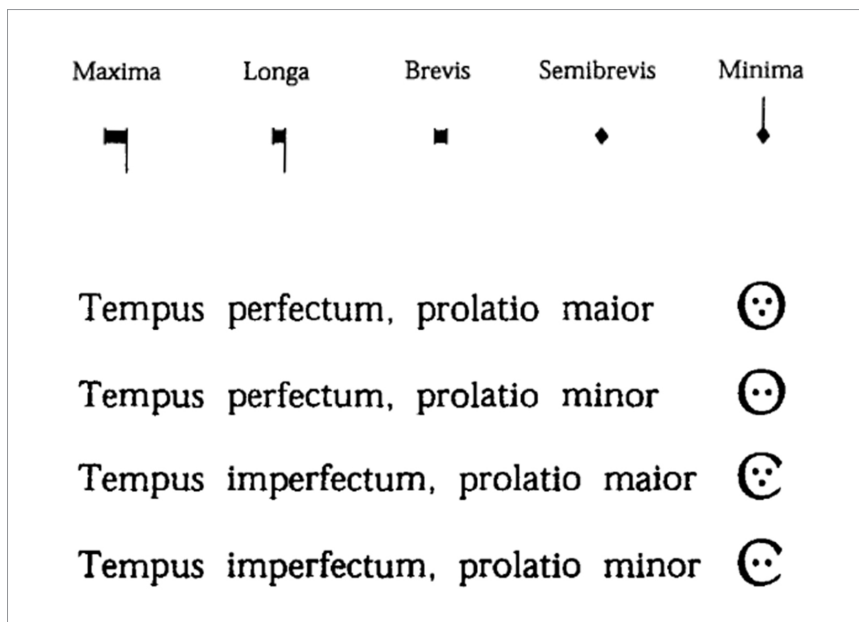 Maxima Longa Brevis Semibrevis Minima
Tempus perfectum, prolatio maior
Tempus perfectum, prolatio minor
Tempus imperfectum, prolatio maior
Tempus imperfectum, prolatio minor